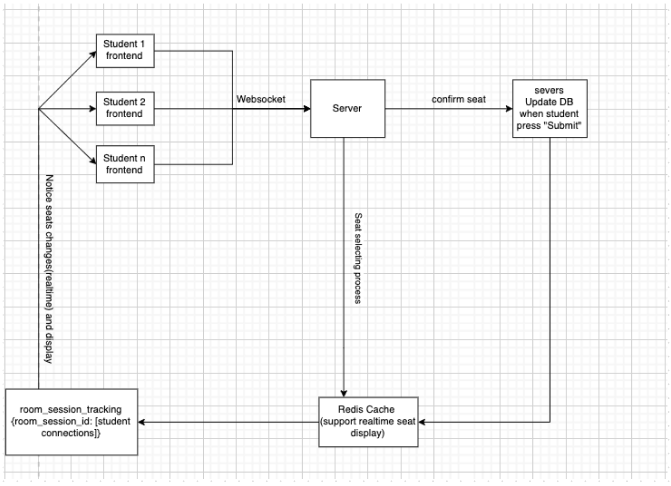 Student 1
frontend
Student 2
frontend
Student n
frontend
Websocket
Server
confirm seat
severs
Update DB
when student
press "Submit"
Notice seats changes(realtime) and display
Seat selecting process
room_session_tracking
{room_session_id: [student
connections]}
Redis Cache
(support realtime seat
display)